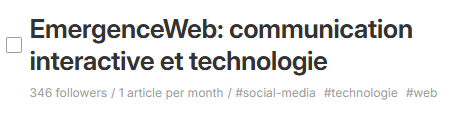 EmergenceWeb: communication
interactive et technologie
346 followers / 1 article per month / #social-media #technologie #web